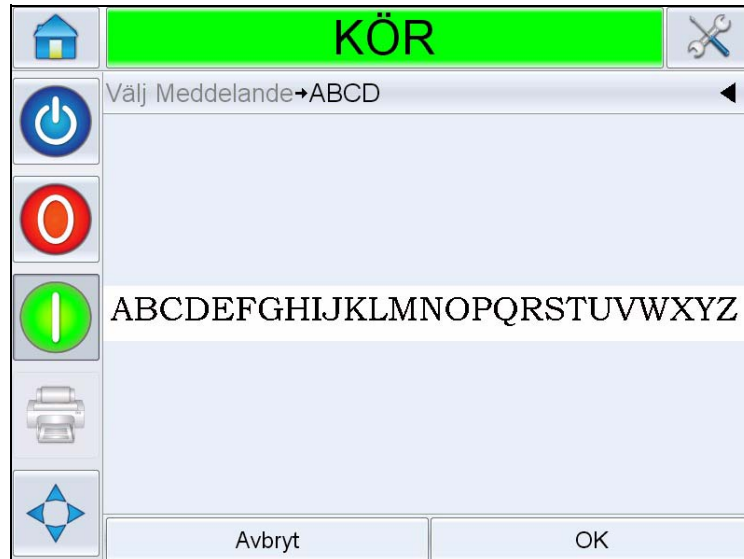 KÖR
Välj Meddelande→ABCD
ABCDEFGHIJKLMNOPQRSTUVWXYZ
Avbryt OK